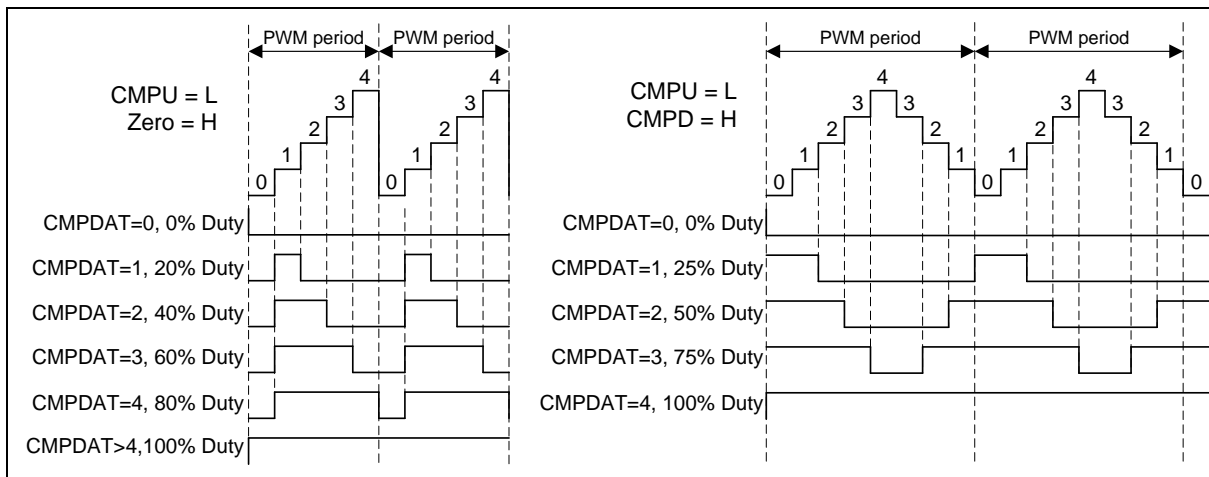 PWM period PWM period
CMPU = L
Zero = H
0 1 2 3 4 0 1 2 3 4
CMPDAT=0, 0% Duty
CMPDAT=1, 20% Duty
CMPDAT=2, 40% Duty
CMPDAT=3, 60% Duty
CMPDAT=4, 80% Duty
CMPDAT>4,100% Duty
PWM period PWM period
CMPU = L
CMPD = H
0 1 2 3 4 3 2 1 0 1 2 3 4 3 2 1 0
CMPDAT=0, 0% Duty
CMPDAT=1, 25% Duty
CMPDAT=2, 50% Duty
CMPDAT=3, 75% Duty
CMPDAT=4, 100% Duty